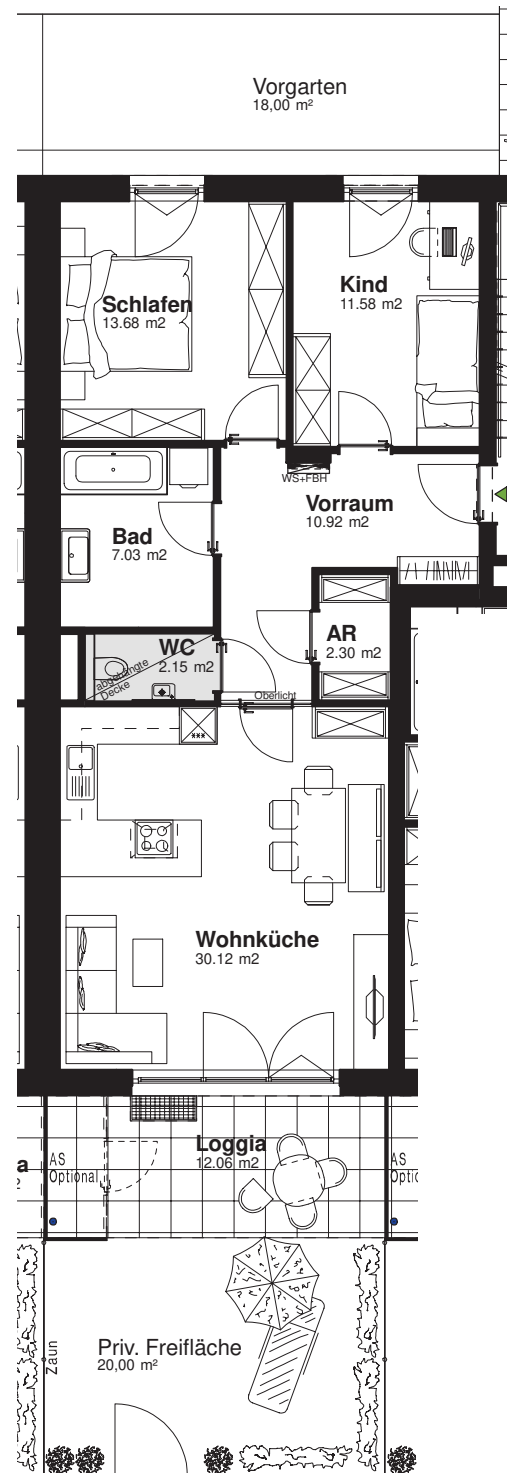 Vorgarten
18,00 m²
Schlafen
13.68 m2
Kind
11.58 m2
WS+FBH
Vorraum
10.92 m2
Bad
7.03 m2
WC
2.15 m2
abgehängte
Decke
AR
2.30 m2
Oberlicht
Wohnküche
30.12 m2
Loggia
12.06 m2
a
2
AS
Optional
AS
Optio
Zaun
Priv. Freifläche
20,00 m²